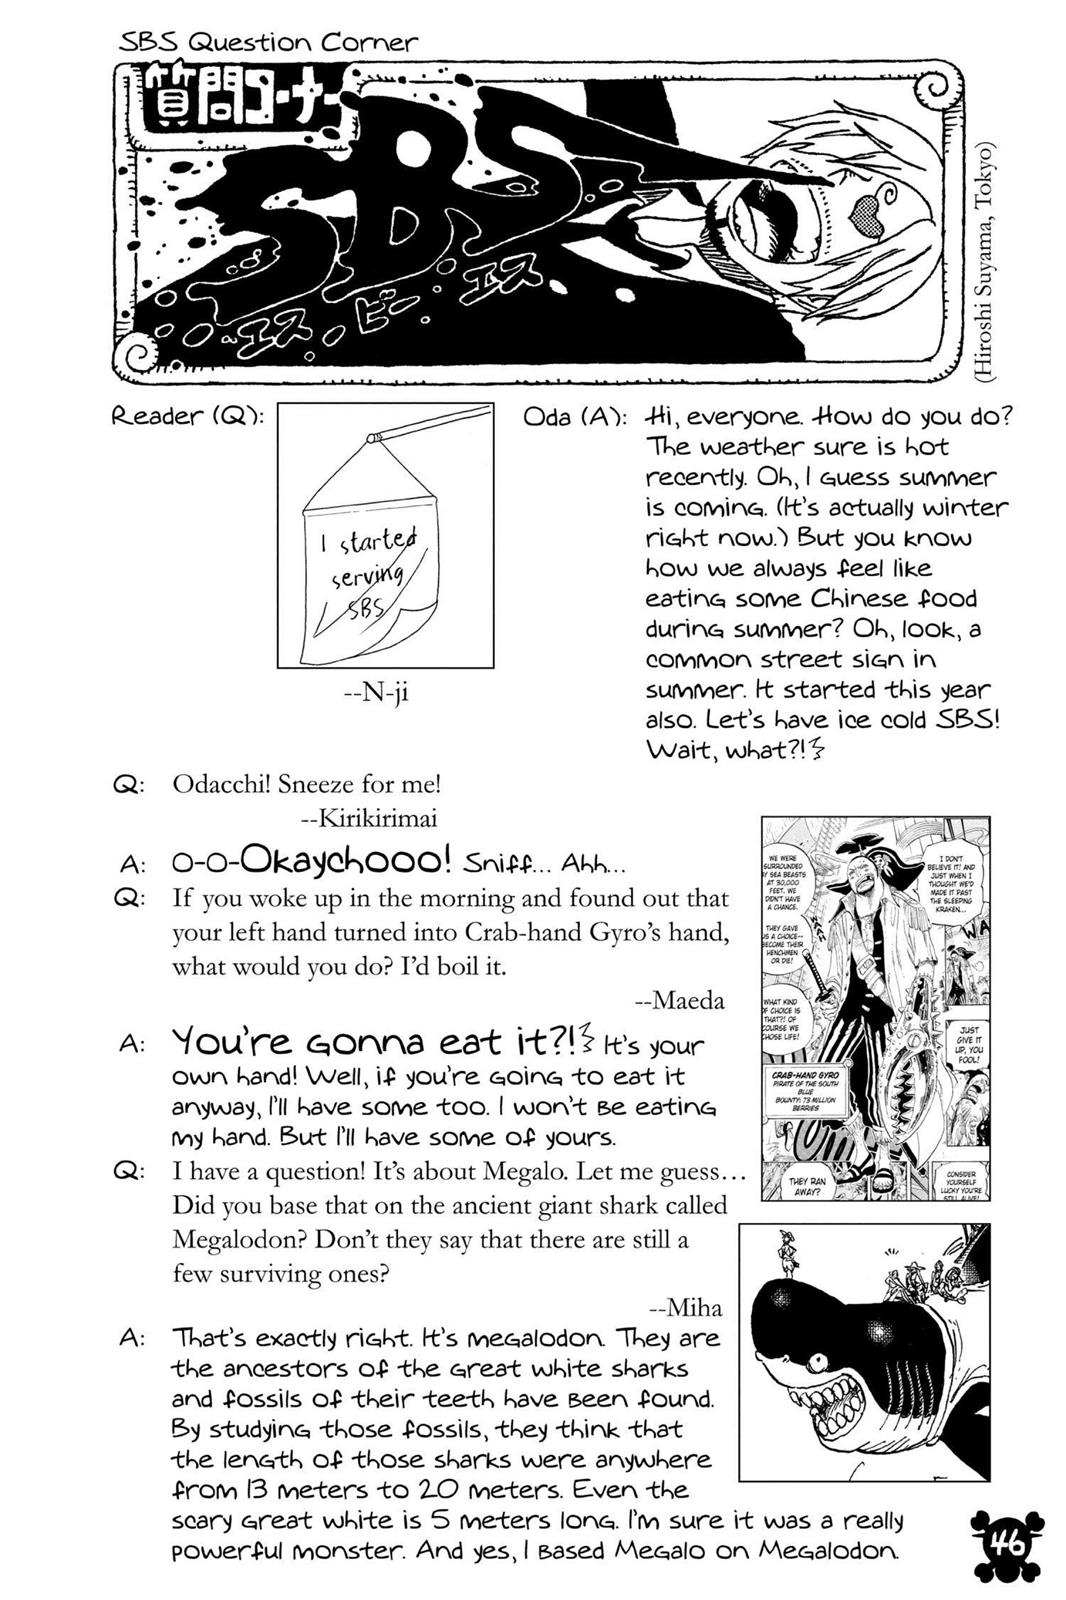 SBS Question Corner
質問コーナー
SBS
エス ビー エス
(Hiroshi Suyama, Tokyo)
Reader (Q):
I started
serving
SBS
--N-ji
Oda (A): Hi, everyone. How do you do?
The weather sure is hot
recently. Oh, I guess summer
is coming. (It's actually winter
right now.) But you know
how we always feel like
eating some Chinese food
during summer? Oh, look, a
common street sign in
summer. It started this year
also. Let's have ice cold SBS!
Wait, what?!
Q: Odacchi! Sneeze for me!
--Kirikirimai
A: O-O-Okaychooo! Sniff... Ahh...
Q: If you woke up in the morning and found out that
your left hand turned into Crab-hand Gyro's hand,
what would you do? I'd boil it.
--Maeda
A: You're gonna eat it?! It's your
own hand! Well, if you're going to eat it
anyway, I'll have some too. I won't be eating
my hand. But I'll have some of yours.
WE WERE
SURROUNDED
BY SEA BEASTS
AT 30,000
FEET. WE
DIDN'T HAVE
A CHANCE.
THEY GAVE
US A CHOICE--
BECOME THEIR
HENCHMEN
OR DIE!
WHAT KIND
OF CHOICE IS
THAT?! OF
COURSE WE
CHOSE LIFE!
I DON'T
BELIEVE IT! AND
JUST WHEN I
THOUGHT WE'D
MADE IT PAST
THE SLEEPING
KRAKEN...
JUST
GIVE IT
UP, YOU
FOOL!
CRAB-HAND GYRO
PIRATE OF THE SOUTH
BLUE
BOUNTY: 73 MILLION
BERRIES
THEY RAN
AWAY?
CONSIDER
YOURSELF
LUCKY YOU'RE
STILL ALIVE!
Q: I have a question! It's about Megalo. Let me guess...
Did you base that on the ancient giant shark called
Megalodon? Don't they say that there are still a
few surviving ones?
--Miha
A: That's exactly right. It's megalodon. They are
the ancestors of the great white sharks
and fossils of their teeth have been found.
By studying those fossils, they think that
the length of those sharks were anywhere
from 13 meters to 20 meters. Even the
scary great white is 5 meters long. I'm sure it was a really
powerful monster. And yes, I based Megalo on Megalodon.
46